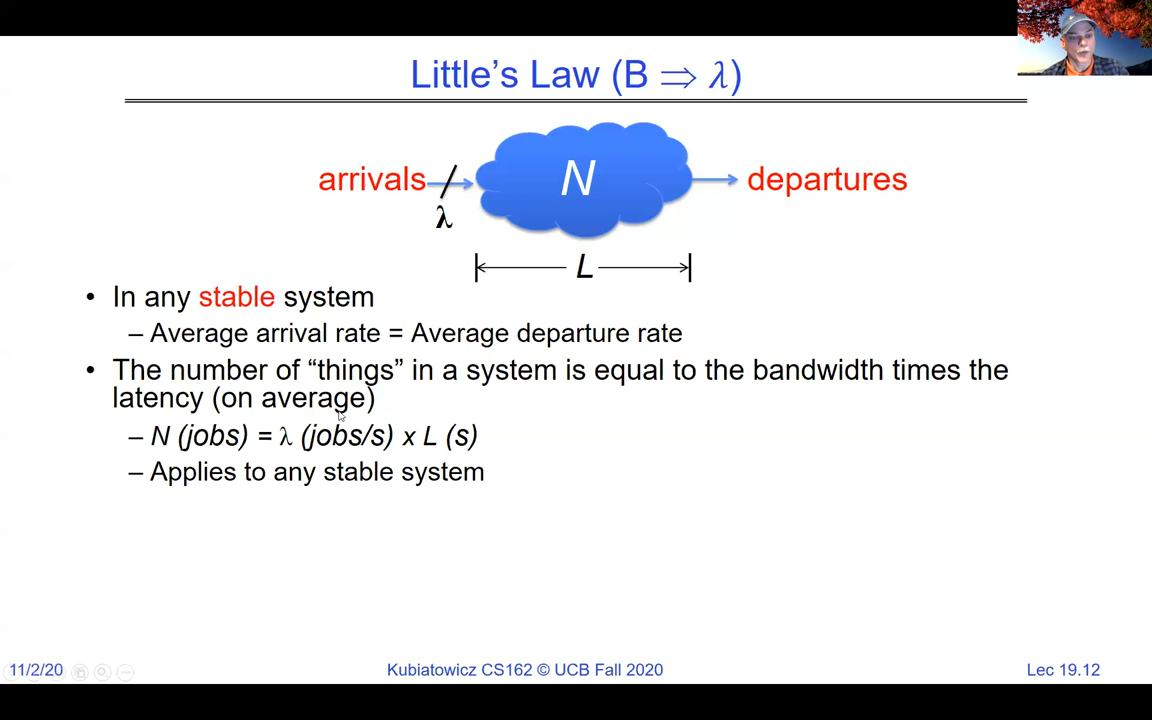 Little's Law (B ⇒ λ)
arrivals
N
departures
λ
L
• In any stable system
– Average arrival rate = Average departure rate
• The number of “things” in a system is equal to the bandwidth times the
latency (on average)
– N (jobs) = λ (jobs/s) x L (s)
– Applies to any stable system
11/2/20
Kubiatowicz CS162 © UCB Fall 2020
Lec 19.12